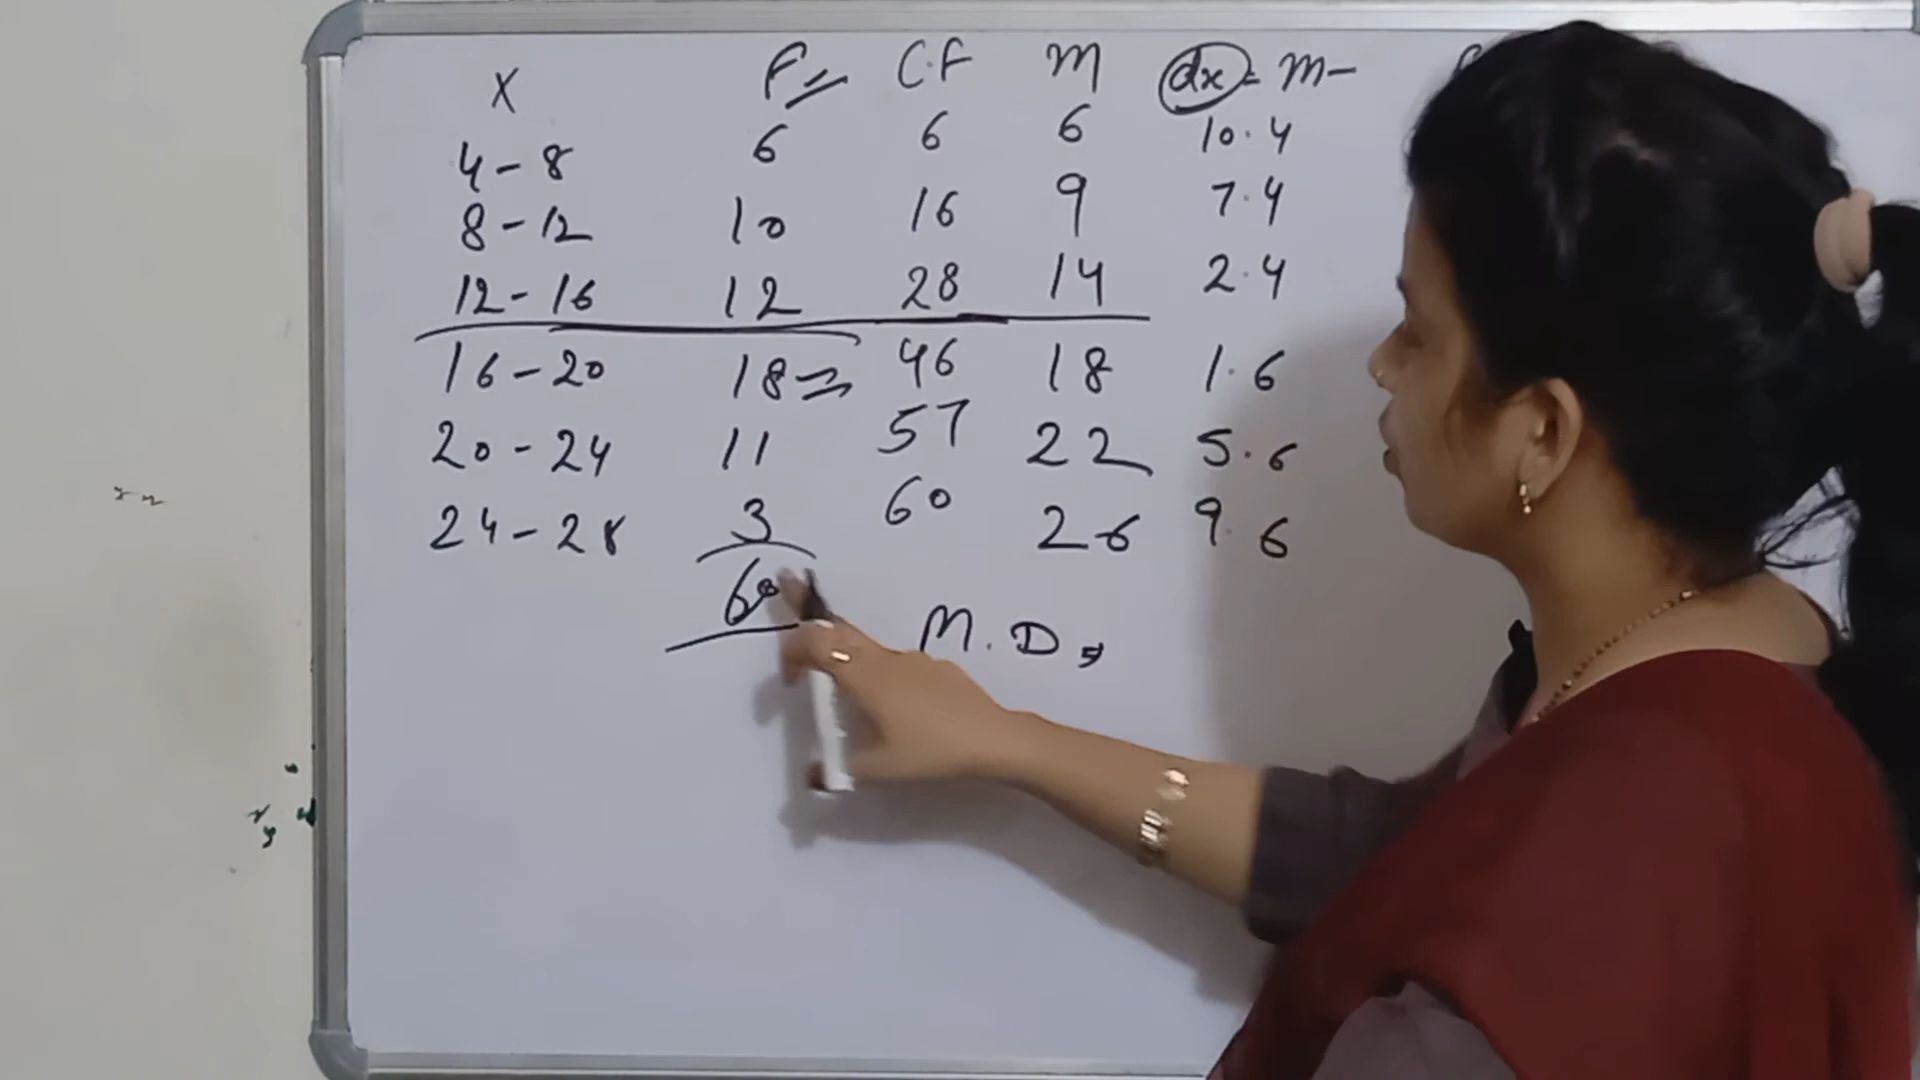 X F= C.F M dx = m-
4-8 6 6 6 10.4
8-12 10 16 9 7.4
12-16 12 28 14 2.4
16-20 18= 46 18 1.6
20-24 11 57 22 5.6
24-28 3 60 26 9.6
60
M.D =